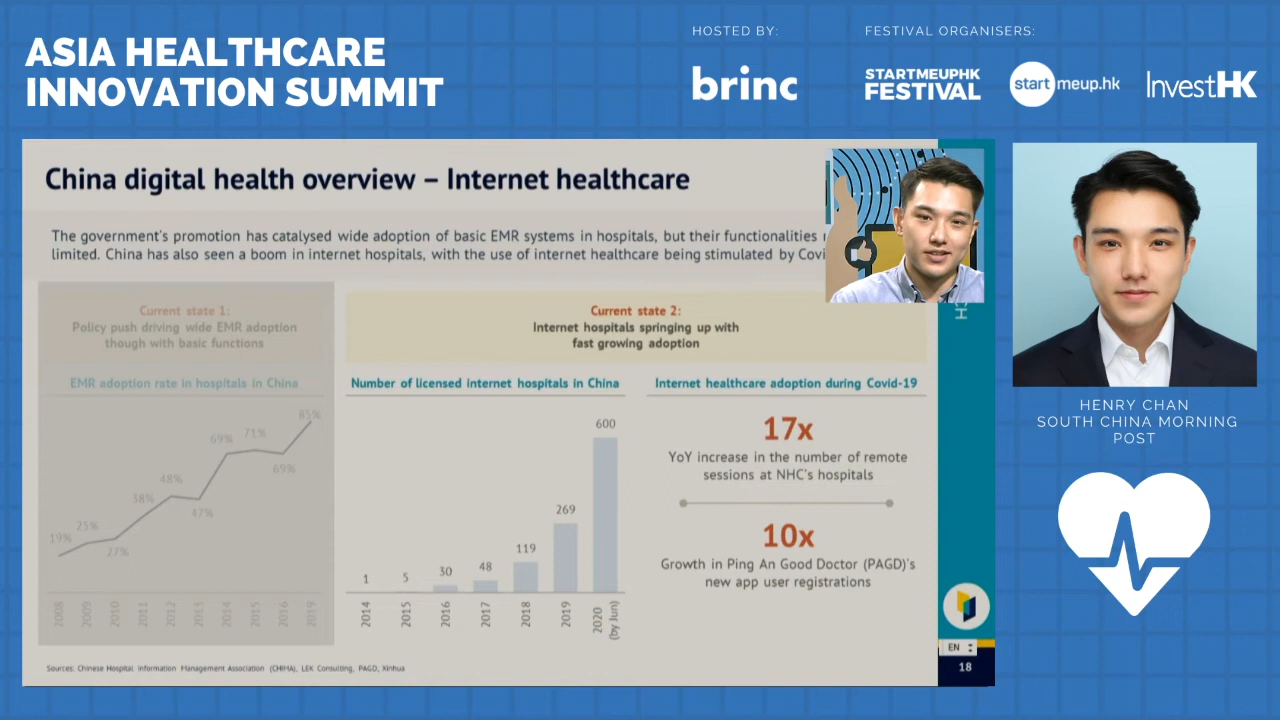 ASIA HEALTHCARE
INNOVATION SUMMIT
HOSTED BY:
brinc
FESTIVAL ORGANISERS:
STARTMEUPHK
FESTIVAL
startmeup.hk
InvestHK
China digital health overview – Internet healthcare
The government's promotion has catalysed wide adoption of basic EMR systems in hospitals, but their functionalities
limited. China has also seen a boom in internet hospitals, with the use of internet healthcare being stimulated by
Current state 1:
Policy push driving wide EMR adoption
though with basic functions
EMR adoption rate in hospitals in China
19%
25%
27%
38%
48%
47%
69%
71%
69%
85%
2008
2009
2010
2011
2012
2013
2014
2015
2016
2019
Current state 2:
Internet hospitals springing up with
fast growing adoption
Number of licensed internet hospitals in China
1
5
30
48
119
269
600
2014
2015
2016
2017
2018
2019
2020
(by Jun)
Internet healthcare adoption during Covid-19
17x
YoY increase in the number of remote
sessions at NHC's hospitals
10x
Growth in Ping An Good Doctor (PAGD)'s
new app user registrations
Sources: Chinese Hospital Information Management Association (CHIMA), LEK Consulting, PAGD, Xinhua
EN
18
HENRY CHAN
SOUTH CHINA MORNING
POST